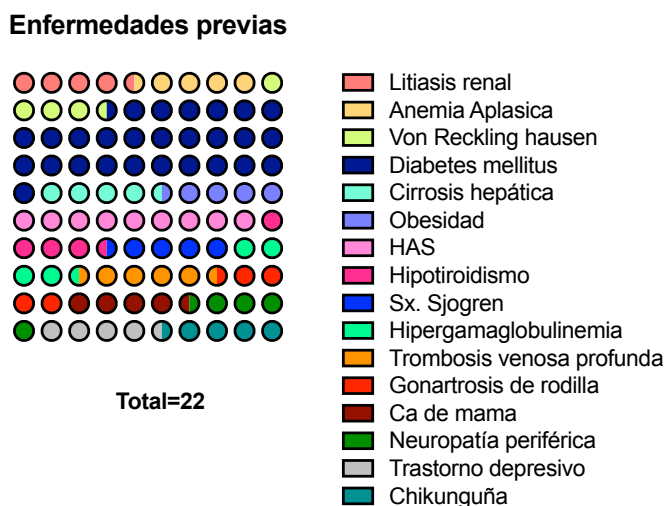 Enfermedades previas
Litiasis renal
Anemia Aplasica
Von Reckling hausen
Diabetes mellitus
Cirrosis hepática
Obesidad
HAS
Hipotiroidismo
Sx. Sjogren
Hipergamaglobulinemia
Trombosis venosa profunda
Gonartrosis de rodilla
Ca de mama
Neuropatía periférica
Trastorno depresivo
Chikunguña
Total=22